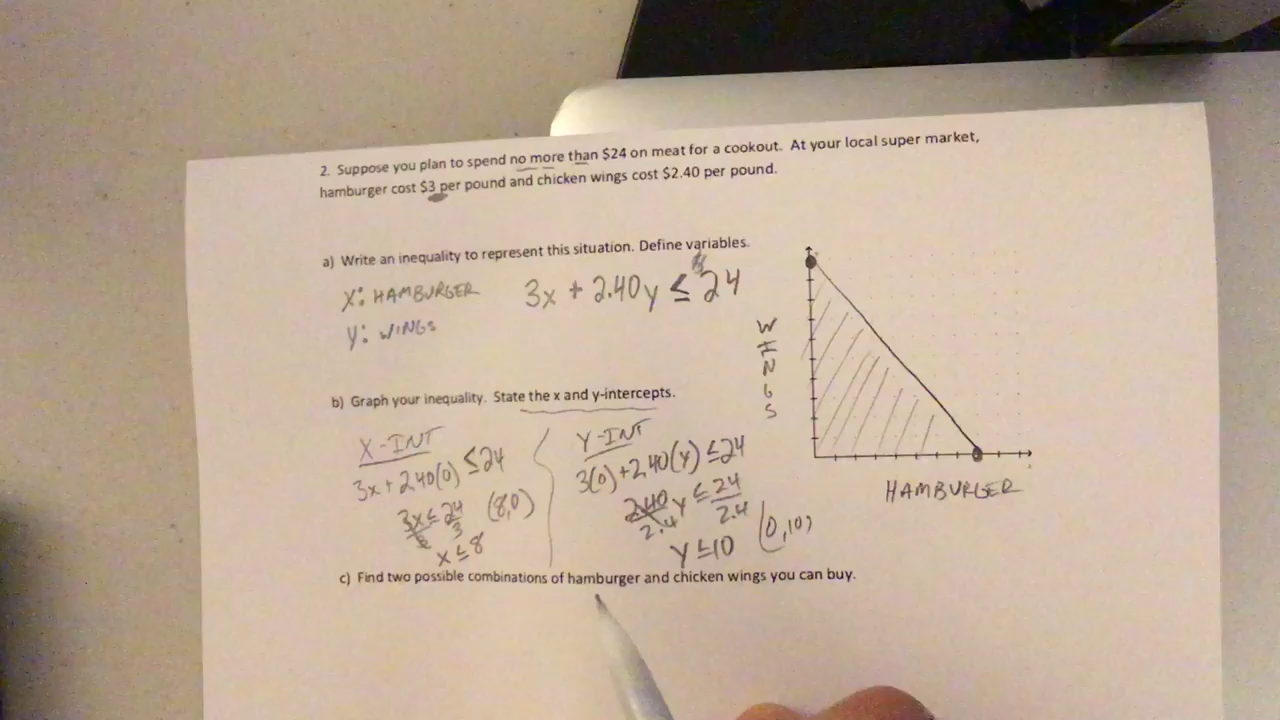 2. Suppose you plan to spend no more than $24 on meat for a cookout. At your local super market,
hamburger cost $3 per pound and chicken wings cost $2.40 per pound.
a) Write an inequality to represent this situation. Define variables.
X: HAMBURGER
3x + 2.40y ≤ 24
y: WINGS
WINGS
HAMBURGER
b) Graph your inequality. State the x and y-intercepts.
X-INT
3x + 2.40(0) ≤ 24
3x ≤ 24
3
(8,0)
x ≤ 8
Y-INT
3(0) + 2.40(y) ≤ 24
2.40 y ≤ 24
2.4 2.4
y ≤ 10
(0,10)
c) Find two possible combinations of hamburger and chicken wings you can buy.